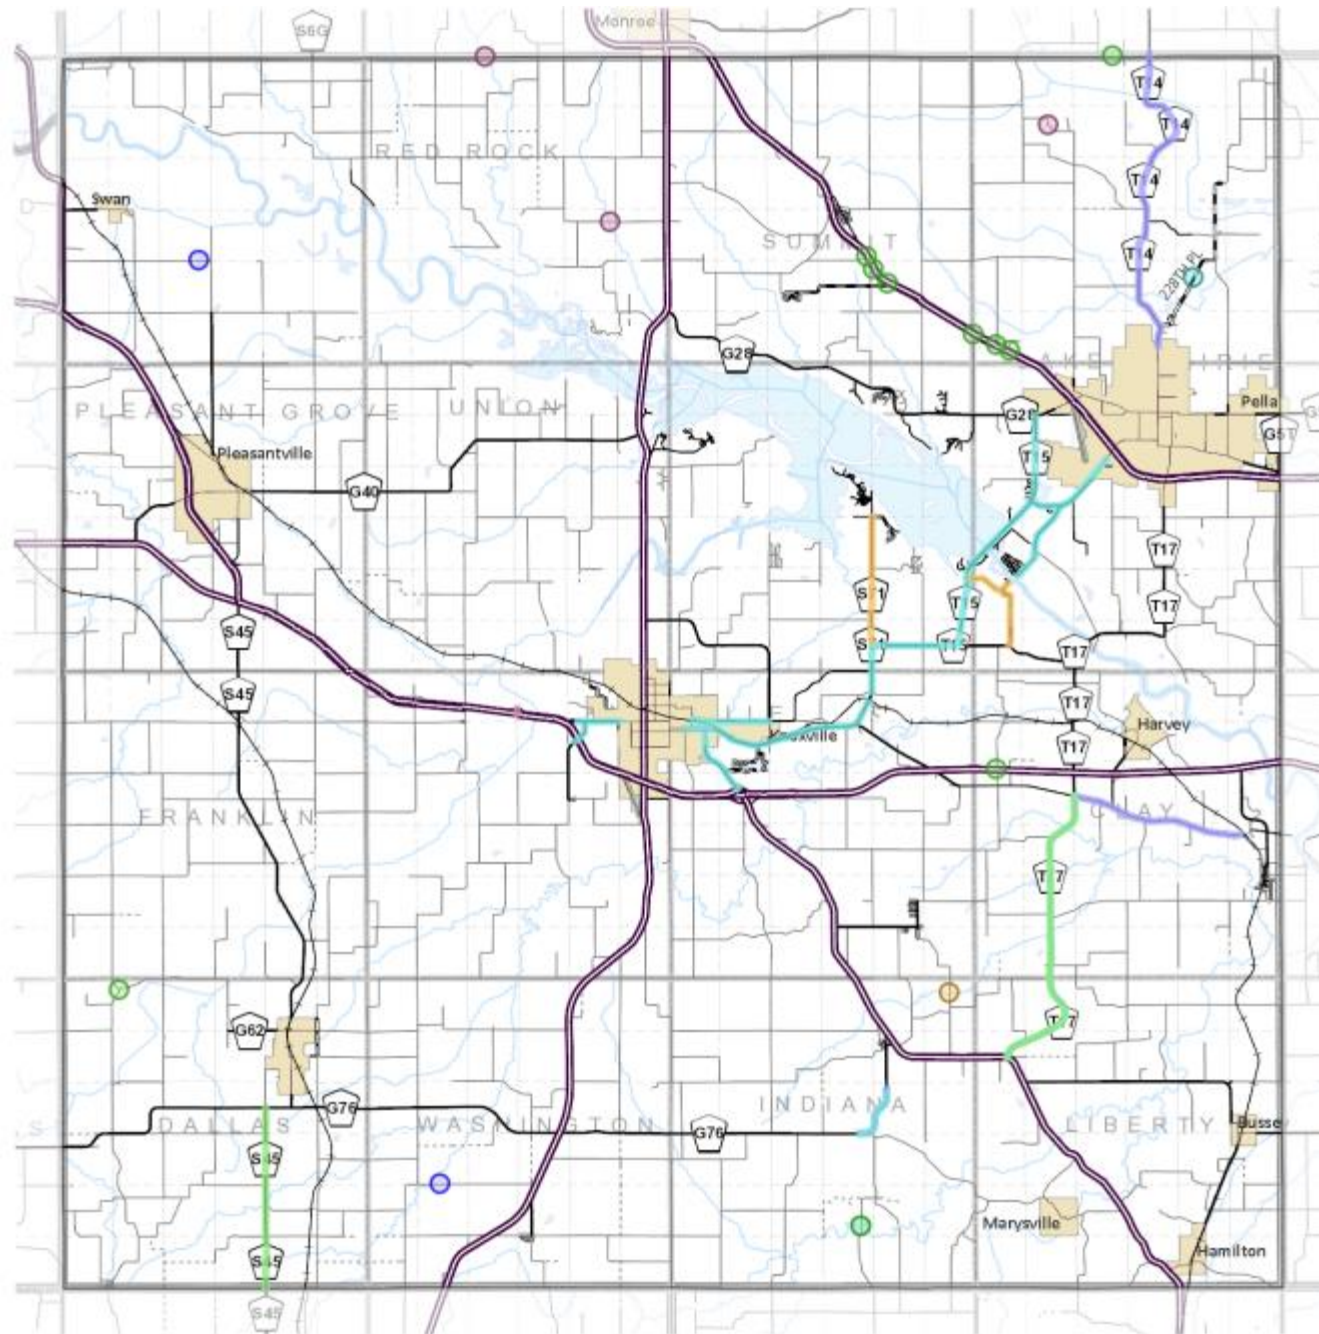 S6G
Monroe
T14
T14
RED ROCK
T14
Swan
SUMMIT
T14
228TH PL
G28
PLEASANT GROVE
UNION
Pella
G28
G5T
Pleasantville
T15
G40
T17
S71
T15
T17
S45
S71
T15
T17
S45
T17
Harvey
Knoxville
T17
FRANKLIN
CLAY
T17
G62
T17
G76
INDIANA
DALLAS
WASHINGTON
G76
LIBERTY
Busse
S45
Marysville
Hamilton
S45
S45